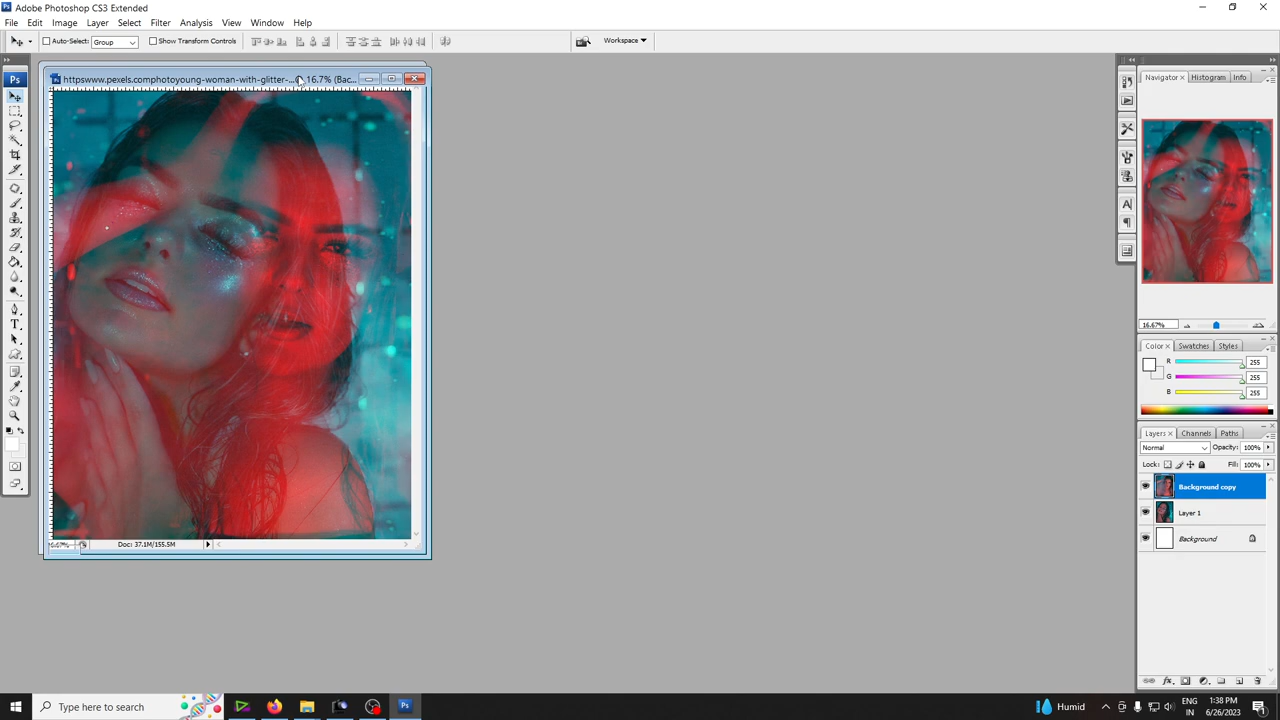 Adobe Photoshop CS3 Extended
File Edit Image Layer Select Filter Analysis View Window Help
Auto-Select: Group Show Transform Controls Workspace
Ps httpswww.pexels.comphotoyoung-woman-with-glitter-... 16.7% (Bac...
Navigator Histogram Info
16.67%
Color Swatches Styles
R 255
G 255
B 255
Layers Channels Paths
Normal Opacity: 100%
Lock: Fill: 100%
Background copy
Layer 1
Background
Doc: 37.1M/155.5M
Type here to search
Ps
Humid
ENG
IN
1:38 PM
6/26/2023
1